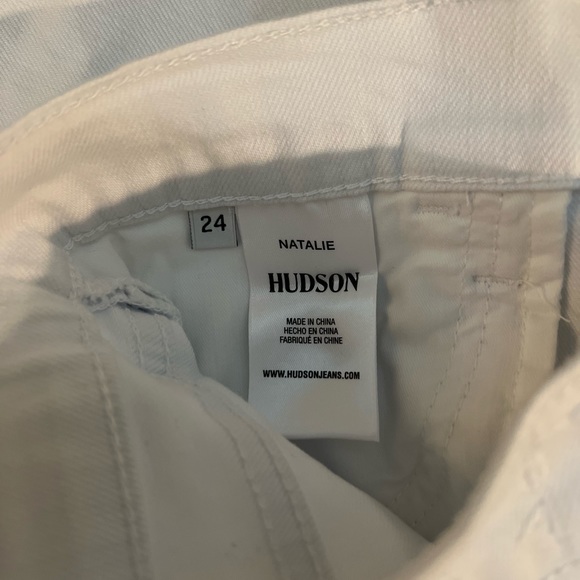 24
NATALIE
HUDSON
MADE IN CHINA
HECHO EN CHINA
FABRIQUÉ EN CHINE
WWW.HUDSONJEANS.COM